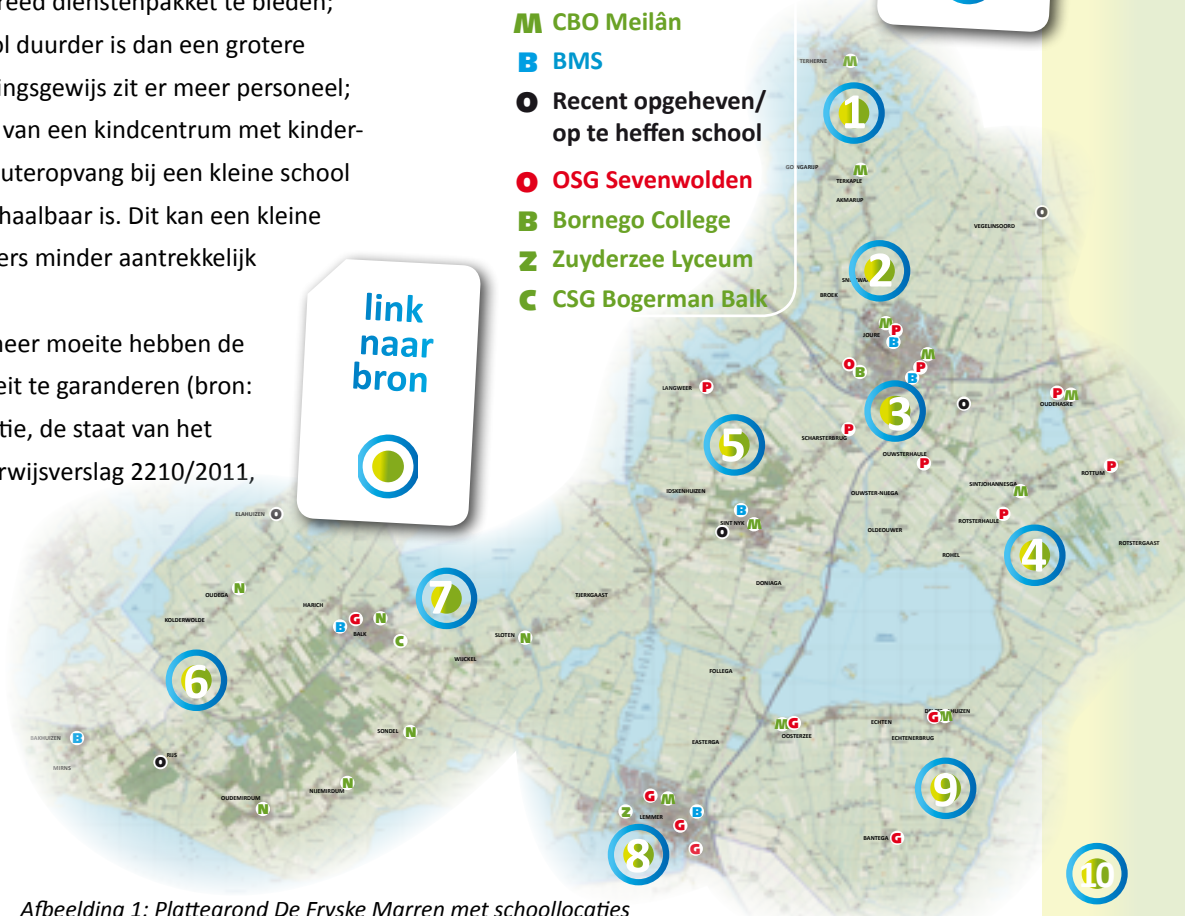 reed dienstenpakket te bieden;
ol duurder is dan een grotere
ingsgewijs zit er meer personeel;
van een kindcentrum met kinder-
uteropvang bij een kleine school
haalbaar is. Dit kan een kleine
ers minder aantrekkelijk
neer moeite hebben de
eit te garanderen (bron:
tie, de staat van het
rwijsverslag 2210/2011,
link
naar
bron
M CBO Meilân
B BMS
O Recent opgeheven/
op te heffen school
O OSG Sevenwolden
B Bornego College
Z Zuyderzee Lyceum
C CSG Bogerman Balk
TERHERNE M
1
GOINGARIJP
TERKAPLE M
AKMARIJP
VEGELINSOORD O
2
BROEK
JOURE M P B
M P B
O B
LANGWEER P
3
O
OUDEHASKE P M
SCHARSTERBRUG P
5
OUWSTERHAULE P
ROTTUM P
SINTJOHANNESGA M
IDSKENHUIZEN
OUWSTER-NIJEGA
B
SINT NYK M
O
ROTSTERHAULE P
OLDEOUWER
ROTSTERGAAST
ROHEL
4
ELAHUIZEN O
DONIAGA
OUDEGA N
7
TJERKGAAST
HARICH
KOLDERWOLDE
B G N
BALK
C
SLOTEN N
WIJCKEL
6
FOLLEGA
M G
OOSTERZEE
ECHTEN
G M
ECHTENERBRUG
SONDEL N
EASTERGA
BAKHUIZEN B
RIJS
O
MIRNS
NIJEMIRDUM N
OUDEMIRDUM
N
9
G M
Z LEMMER B
G
G
8
BANTEGA G
10
Afbeelding 1: Plattegrond De Fryske Marren met schoollocaties